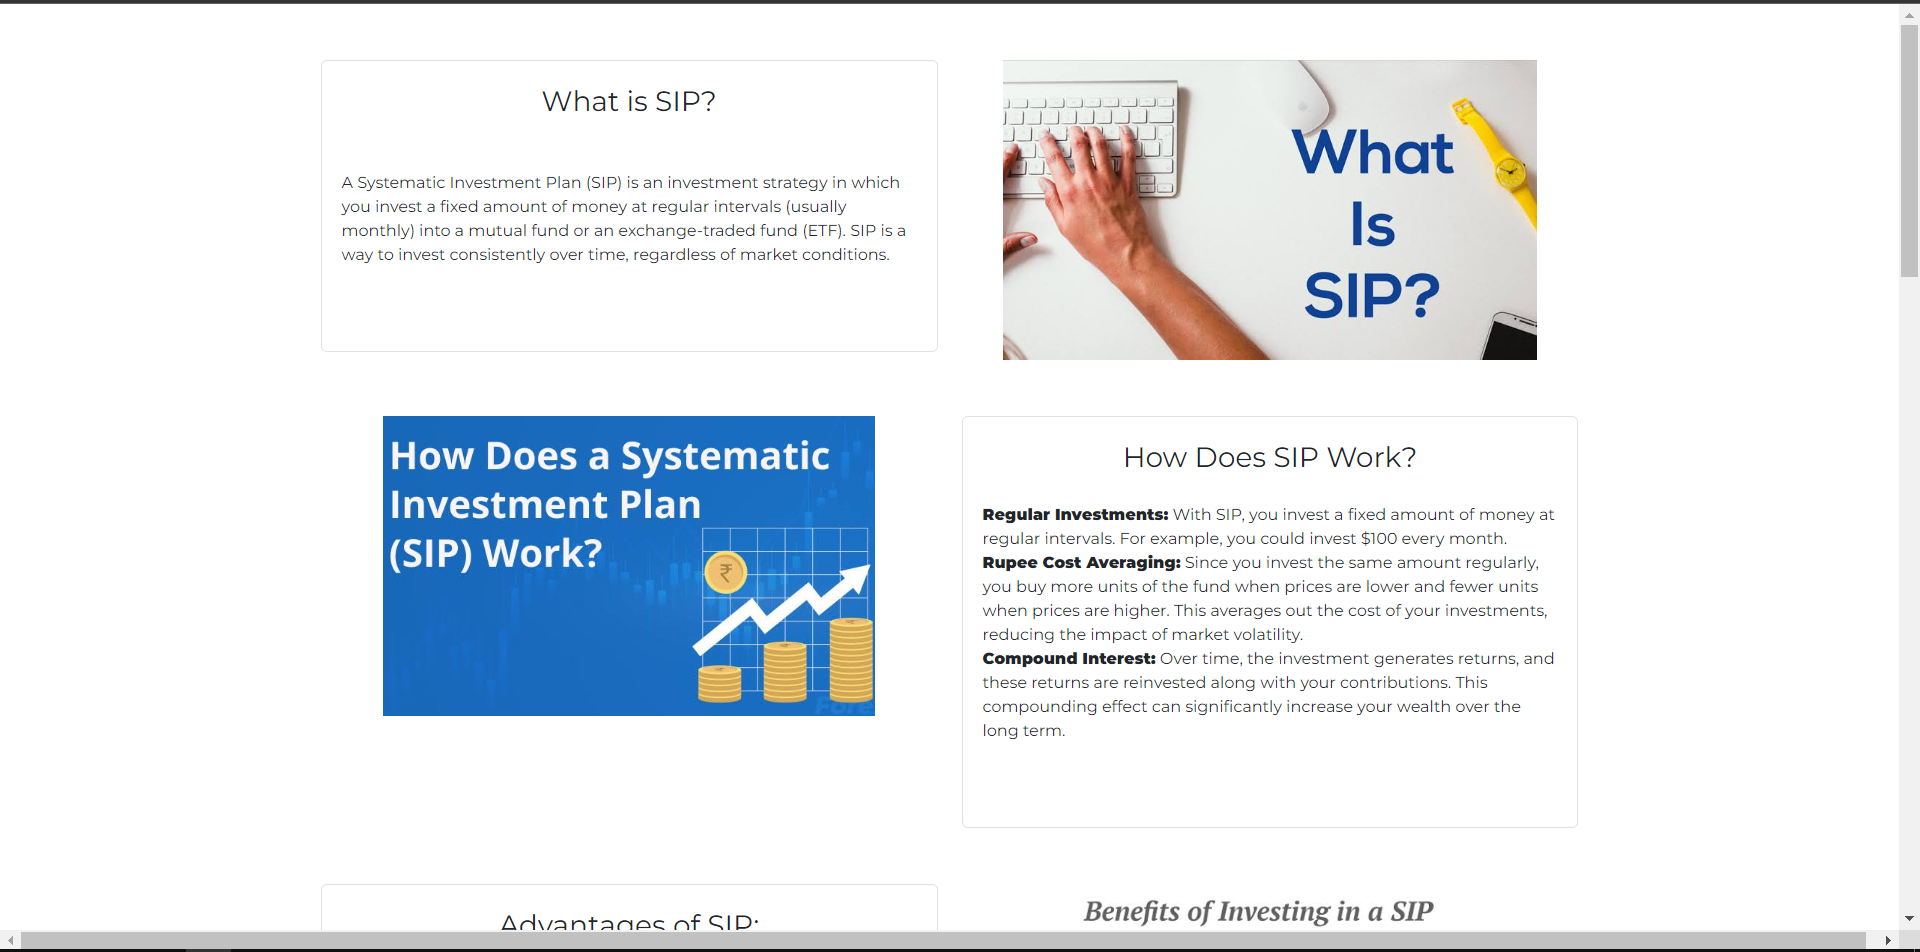 What is SIP?
A Systematic Investment Plan (SIP) is an investment strategy in which
you invest a fixed amount of money at regular intervals (usually
monthly) into a mutual fund or an exchange-traded fund (ETF). SIP is a
way to invest consistently over time, regardless of market conditions.
What
Is
SIP?
How Does a Systematic
Investment Plan
(SIP) Work?
₹
How Does SIP Work?
Regular Investments: With SIP, you invest a fixed amount of money at
regular intervals. For example, you could invest $100 every month.
Rupee Cost Averaging: Since you invest the same amount regularly,
you buy more units of the fund when prices are lower and fewer units
when prices are higher. This averages out the cost of your investments,
reducing the impact of market volatility.
Compound Interest: Over time, the investment generates returns, and
these returns are reinvested along with your contributions. This
compounding effect can significantly increase your wealth over the
long term.
Advantages of SIP:
Benefits of Investing in a SIP